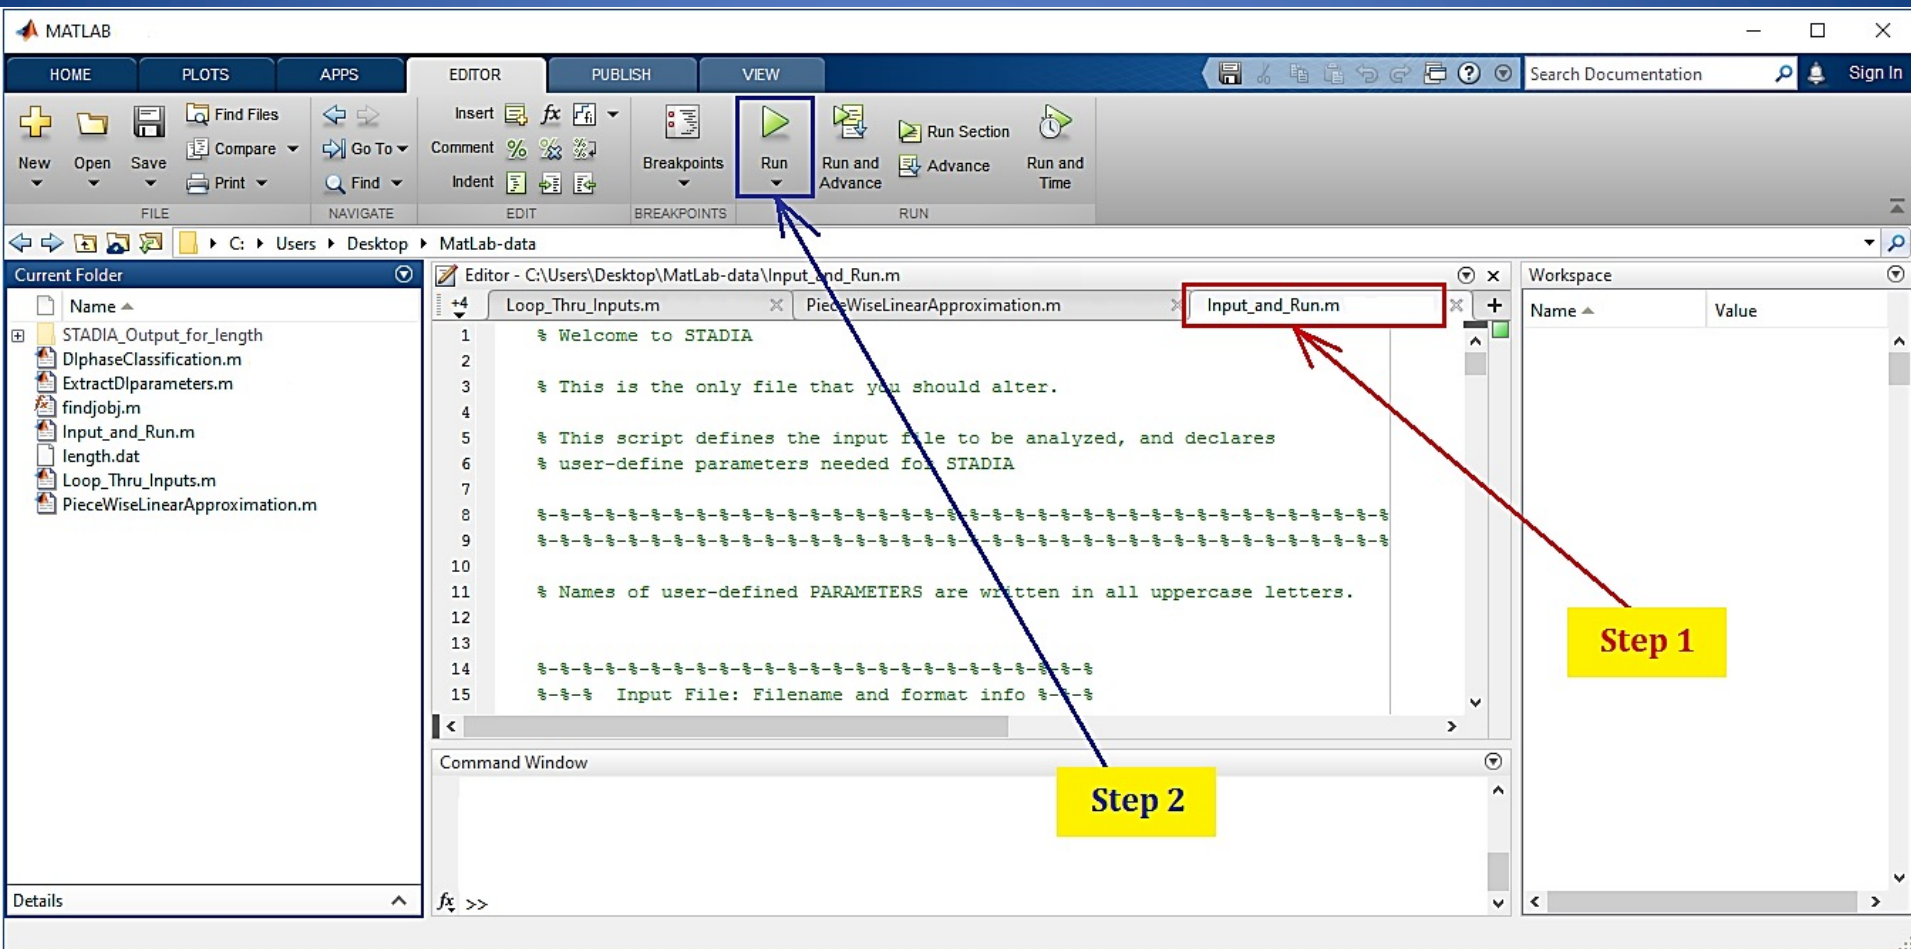 MATLAB
HOME PLOTS APPS EDITOR PUBLISH VIEW Search Documentation Sign In
New Open Save Find Files Compare Print
FILE
Go To Find
NAVIGATE
Insert fx
Comment
Indent
EDIT
Breakpoints
BREAKPOINTS
Run Run and Advance Run Section Advance Run and Time
RUN
C: Users Desktop MatLab-data
Current Folder
Name
STADIA_Output_for_length
DIphaseClassification.m
ExtractDIparameters.m
findjobj.m
Input_and_Run.m
length.dat
Loop_Thru_Inputs.m
PieceWiseLinearApproximation.m
Details
Editor - C:\Users\Desktop\MatLab-data\Input_and_Run.m
+4 Loop_Thru_Inputs.m PieceWiseLinearApproximation.m Input_and_Run.m +
1 % Welcome to STADIA
2
3 % This is the only file that you should alter.
4
5 % This script defines the input file to be analyzed, and declares
6 % user-define parameters needed for STADIA
7
8 %-%-%-%-%-%-%-%-%-%-%-%-%-%-%-%-%-%-%-%-%-%-%-%-%-%-%-%-%-%-%-%-%-%-%-%-%-%
9 %-%-%-%-%-%-%-%-%-%-%-%-%-%-%-%-%-%-%-%-%-%-%-%-%-%-%-%-%-%-%-%-%-%-%-%-%-%
10
11 % Names of user-defined PARAMETERS are written in all uppercase letters.
12
13
14 %-%-%-%-%-%-%-%-%-%-%-%-%-%-%-%-%-%-%-%-%-%-%-%-%
15 %-%-% Input File: Filename and format info %-%-%
Command Window
fx >>
Workspace
Name Value
Step 1
Step 2